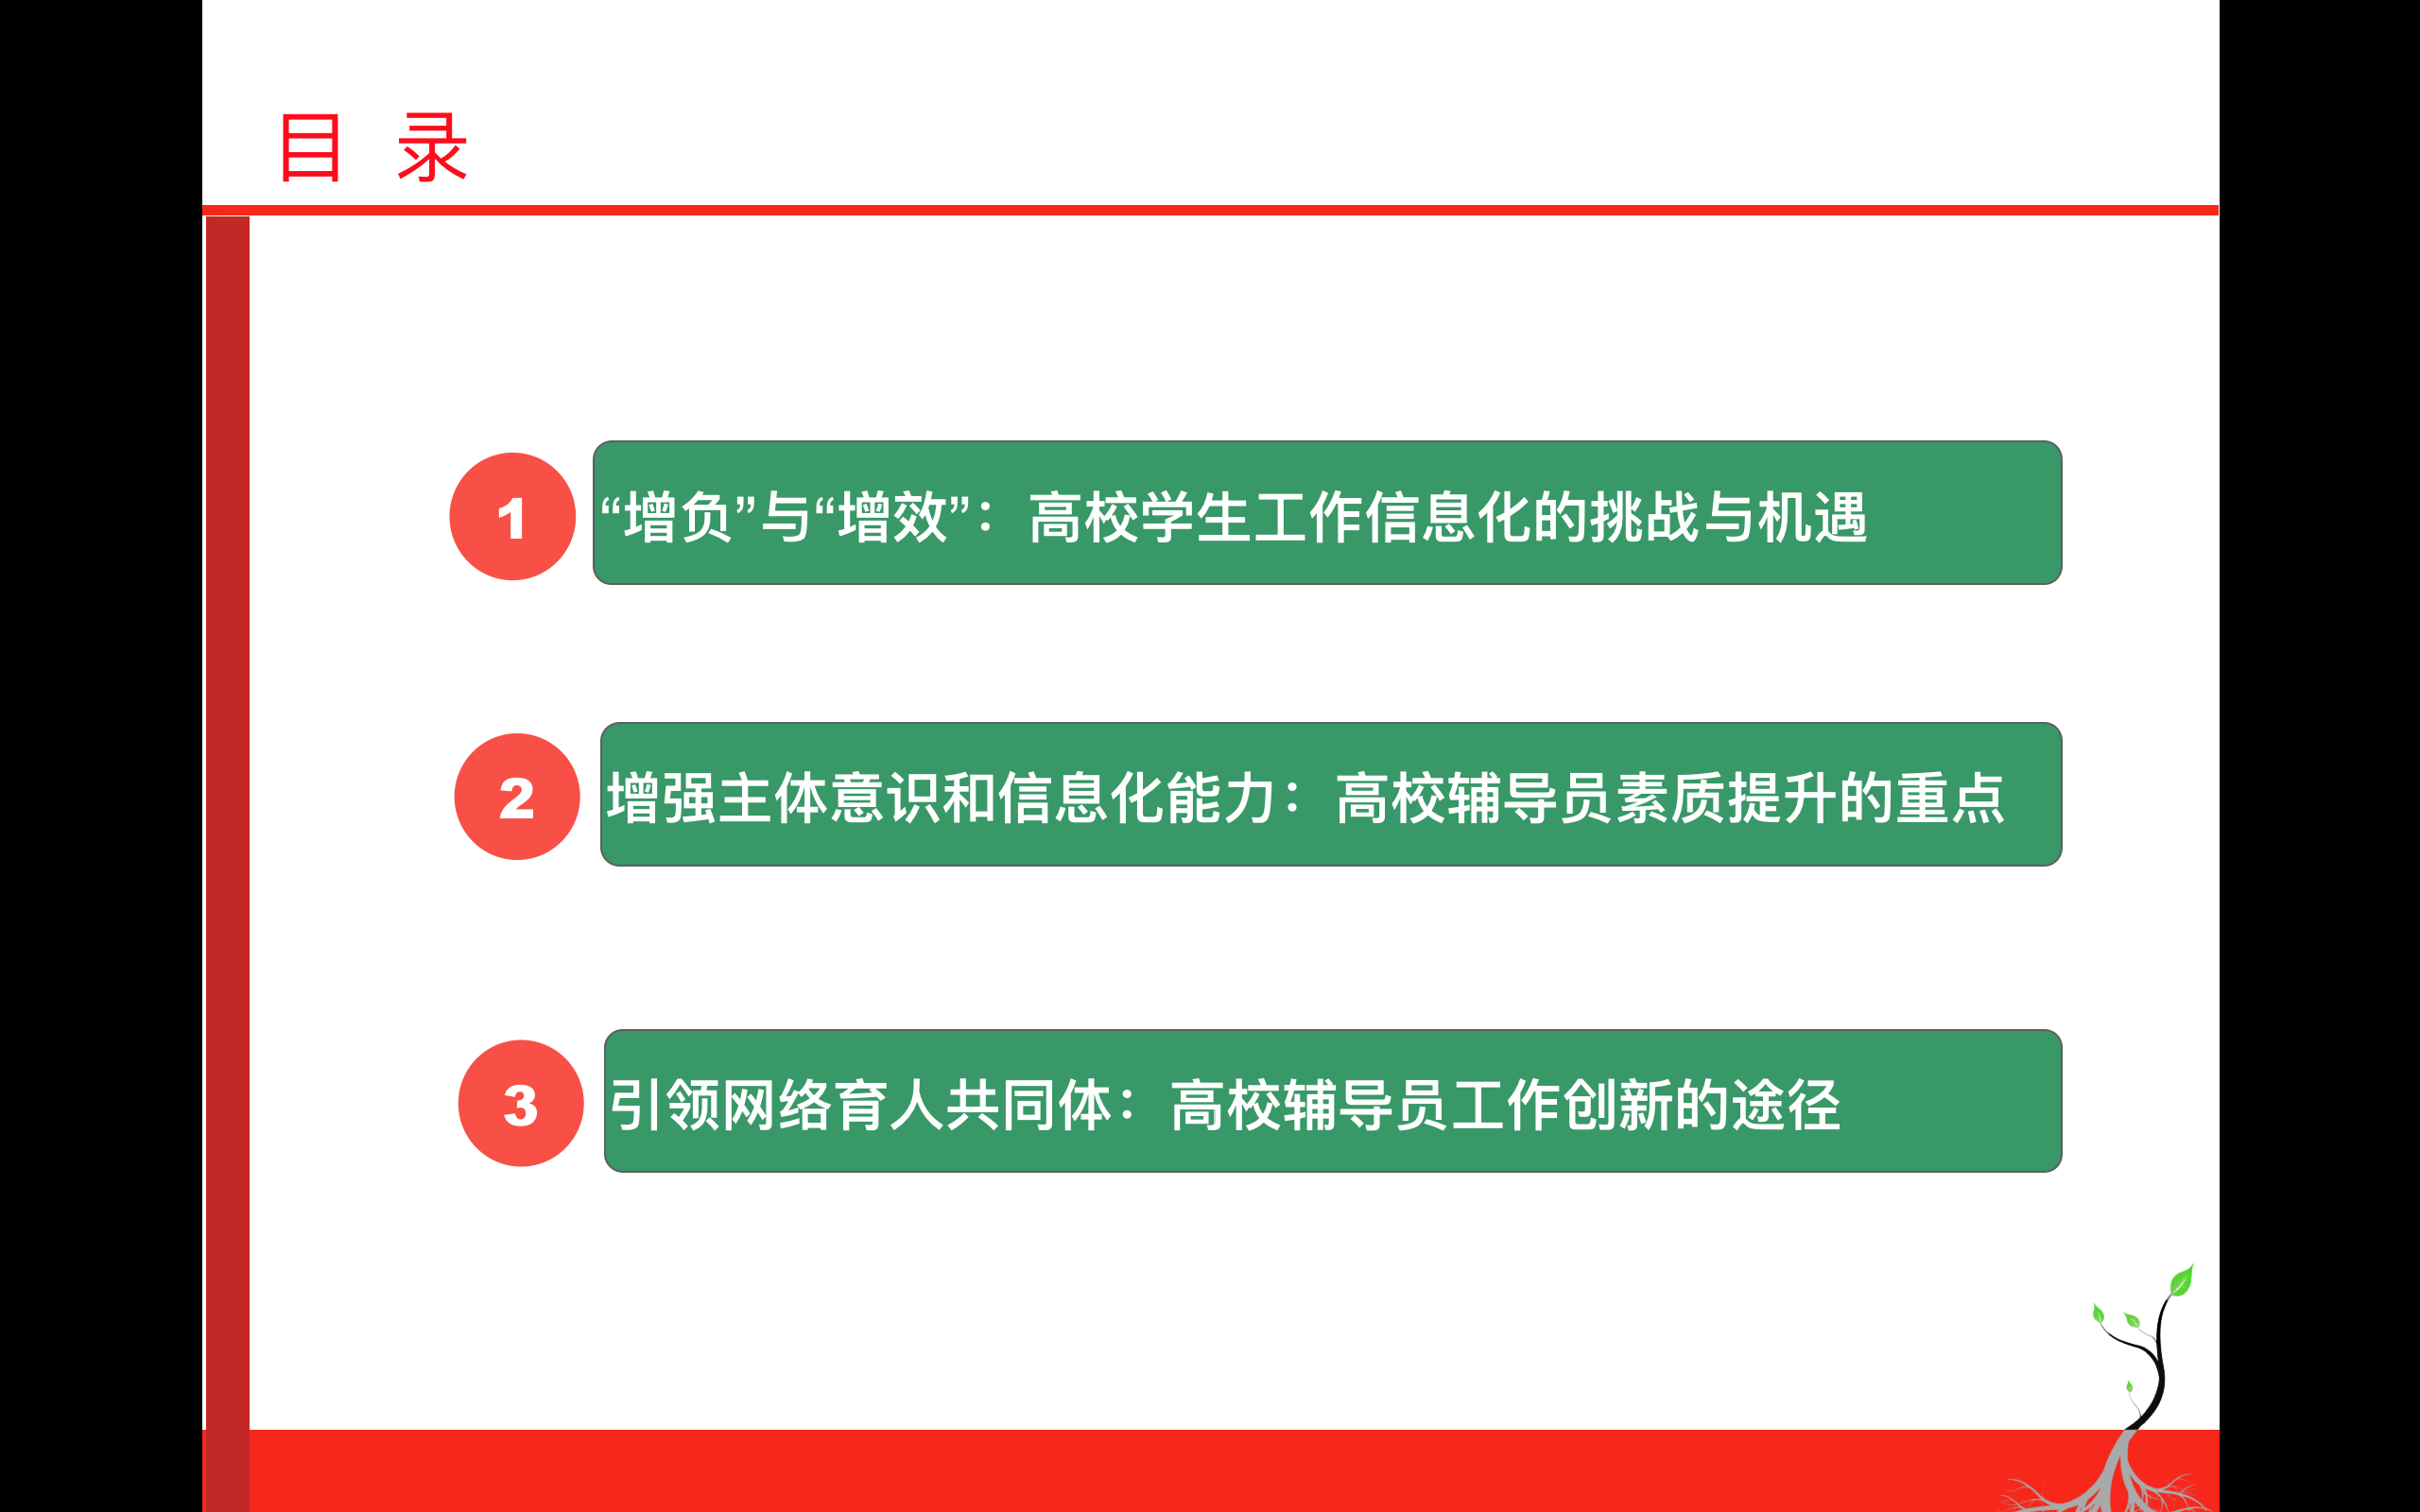 目 录
1
“增负”与“增效”： 高校学生工作信息化的挑战与机遇
2
增强主体意识和信息化能力：高校辅导员素质提升的重点
3
引领网络育人共同体：高校辅导员工作创新的途径